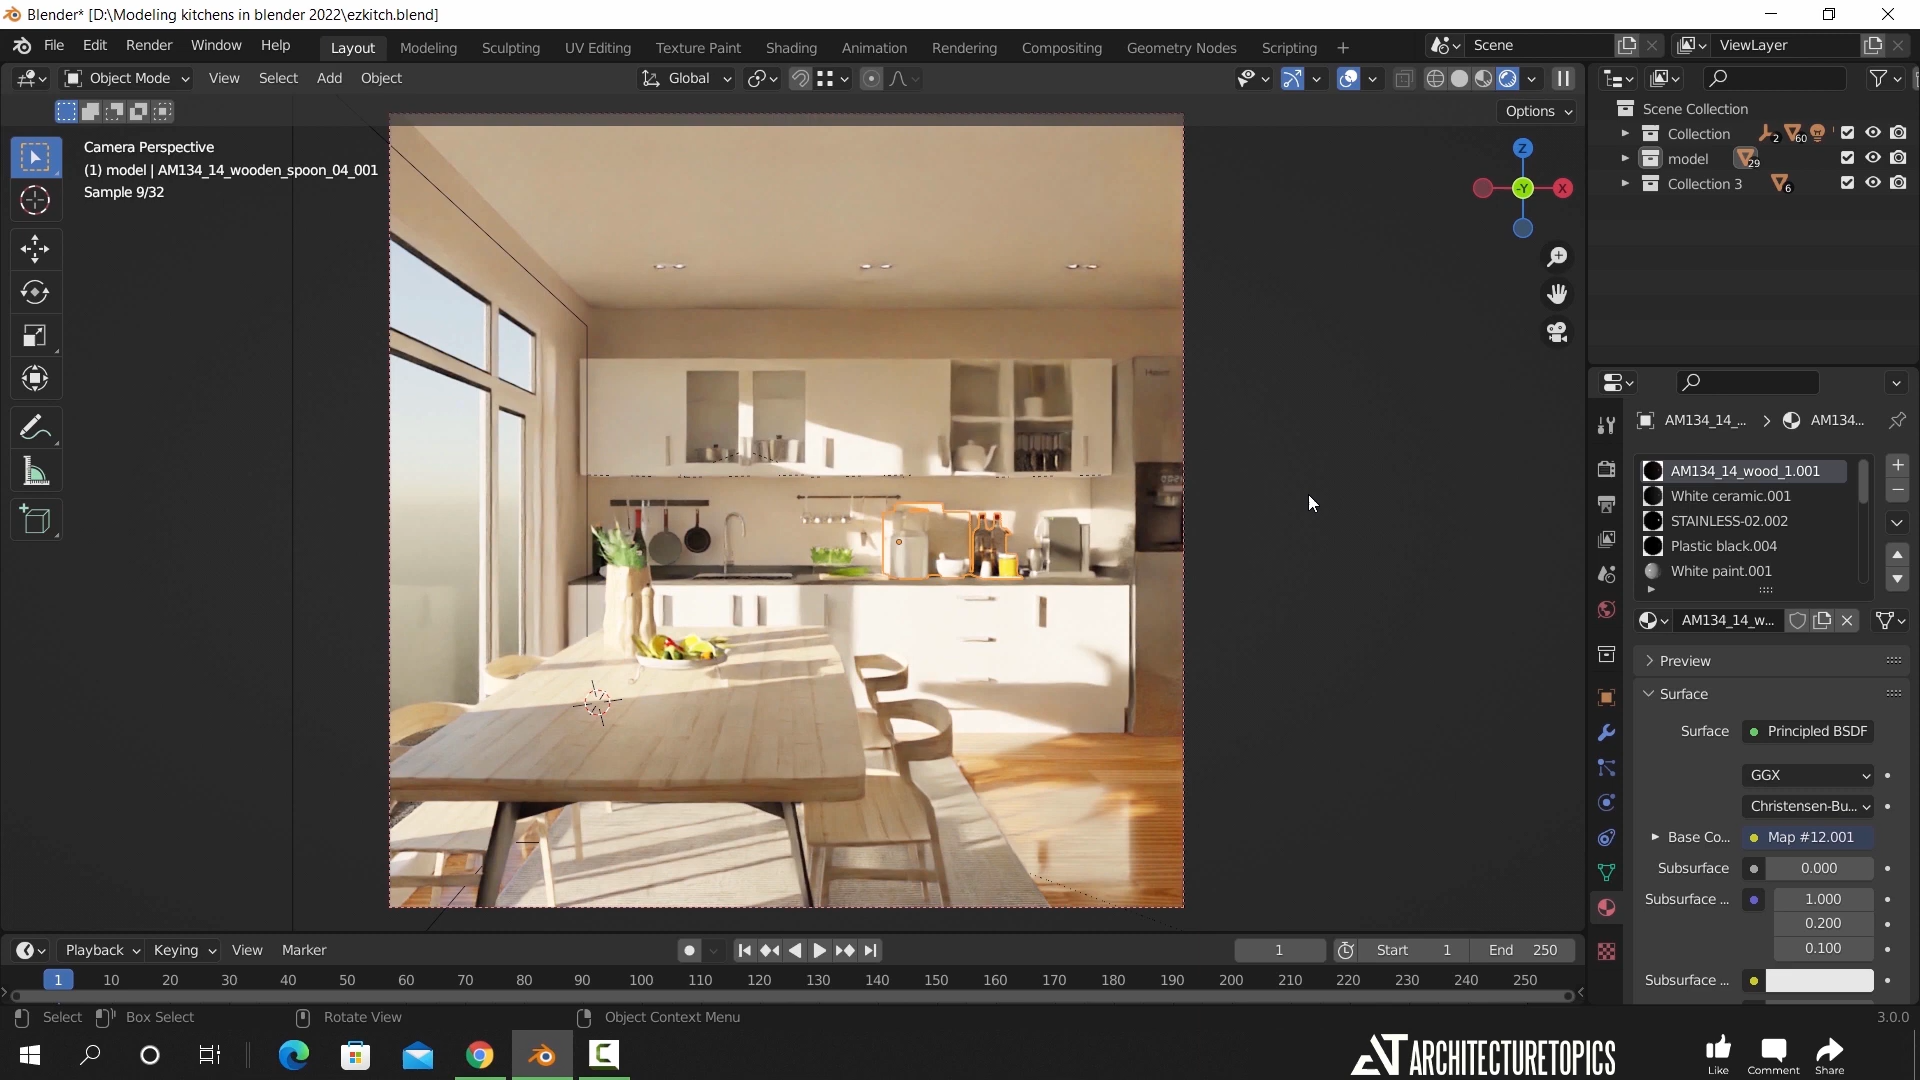 Blender* [D:\Modeling kitchens in blender 2022\ezkitch.blend]
File Edit Render Window Help Layout Modeling Sculpting UV Editing Texture Paint Shading Animation Rendering Compositing Geometry Nodes Scripting + Scene ViewLayer
Object Mode View Select Add Object Global
Options
Camera Perspective
(1) model | AM134_14_wooden_spoon_04_001
Sample 9/32
Z
-Y X
Scene Collection
Collection 2 60
model 29
Collection 3 6
AM134_14_... > AM134...
AM134_14_wood_1.001
White ceramic.001
STAINLESS-02.002
Plastic black.004
White paint.001
AM134_14_w...
Preview
Surface
Surface Principled BSDF
GGX
Christensen-Bu...
Base Co... Map #12.001
Subsurface 0.000
Subsurface ... 1.000
0.200
0.100
Subsurface ...
Playback Keying View Marker 1 Start 1 End 250
1 10 20 30 40 50 60 70 80 90 100 110 120 130 140 150 160 170 180 190 200 210 220 230 240 250
Select Box Select Rotate View Object Context Menu 3.0.0
ARCHITECTURETOPICS
Like Comment Share